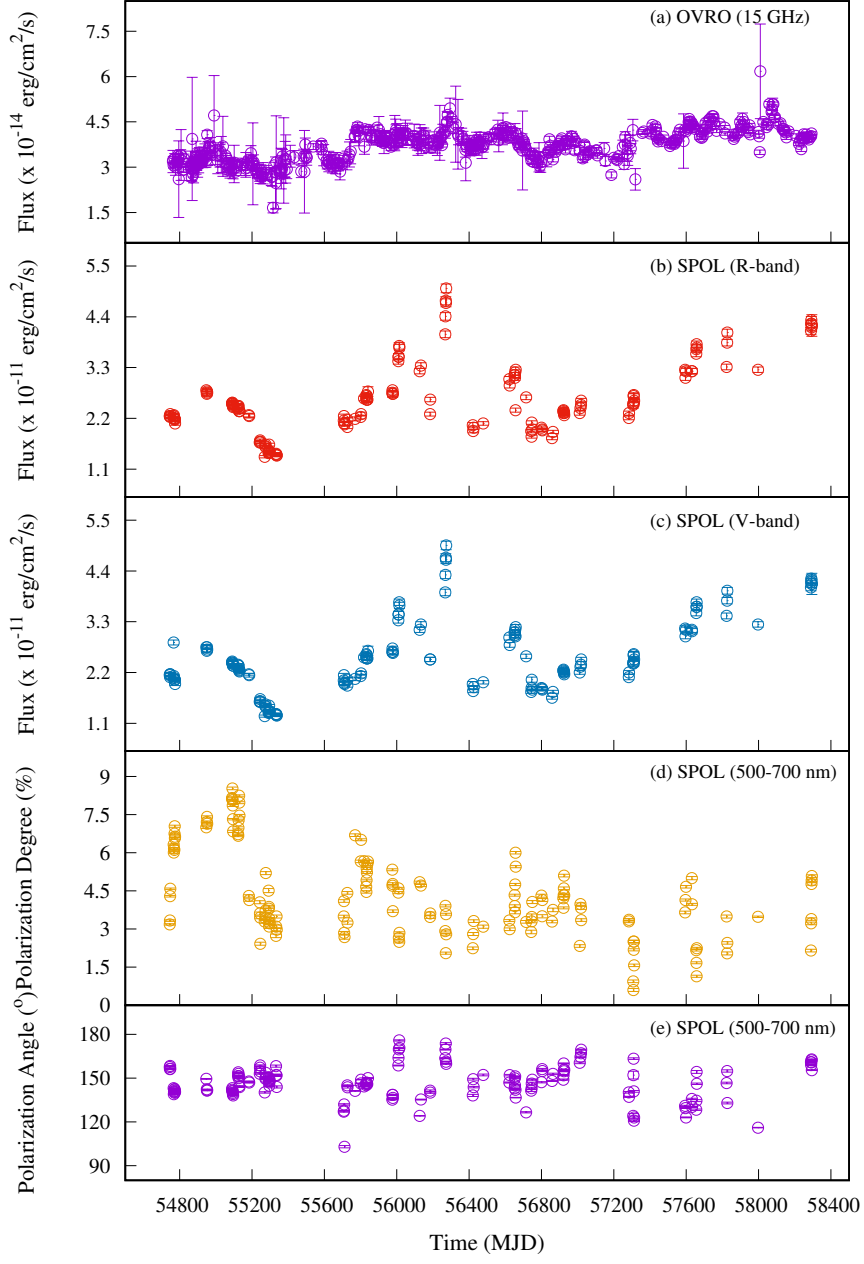 (a) OVRO (15 GHz)
Flux (x 10^-14 erg/cm^2/s)
7.5
6
4.5
3
1.5
(b) SPOL (R-band)
Flux (x 10^-11 erg/cm^2/s)
5.5
4.4
3.3
2.2
1.1
(c) SPOL (V-band)
Flux (x 10^-11 erg/cm^2/s)
5.5
4.4
3.3
2.2
1.1
(d) SPOL (500-700 nm)
Polarization Degree (%)
9
7.5
6
4.5
3
1.5
0
(e) SPOL (500-700 nm)
Polarization Angle (^o)
180
150
120
90
54800 55200 55600 56000 56400 56800 57200 57600 58000 58400
Time (MJD)